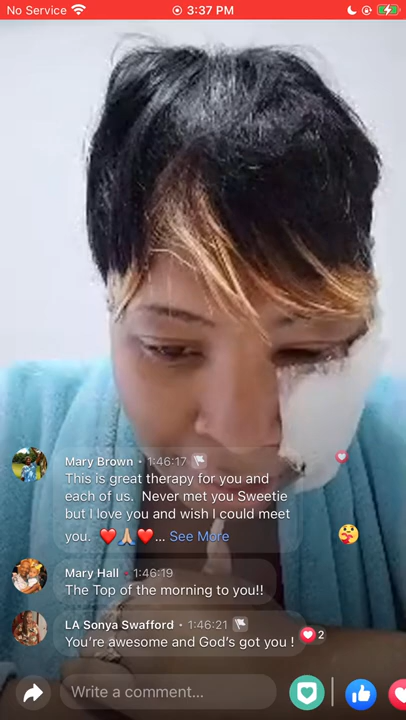 No Service 3:37 PM
Mary Brown • 1:46:17
This is great therapy for you and
each of us. Never met you Sweetie
but I love you and wish I could meet
you. ❤️🙏🏼❤️... See More
Mary Hall • 1:46:19
The Top of the morning to you!!
LA Sonya Swafford • 1:46:21
You're awesome and God's got you !
2
Write a comment...